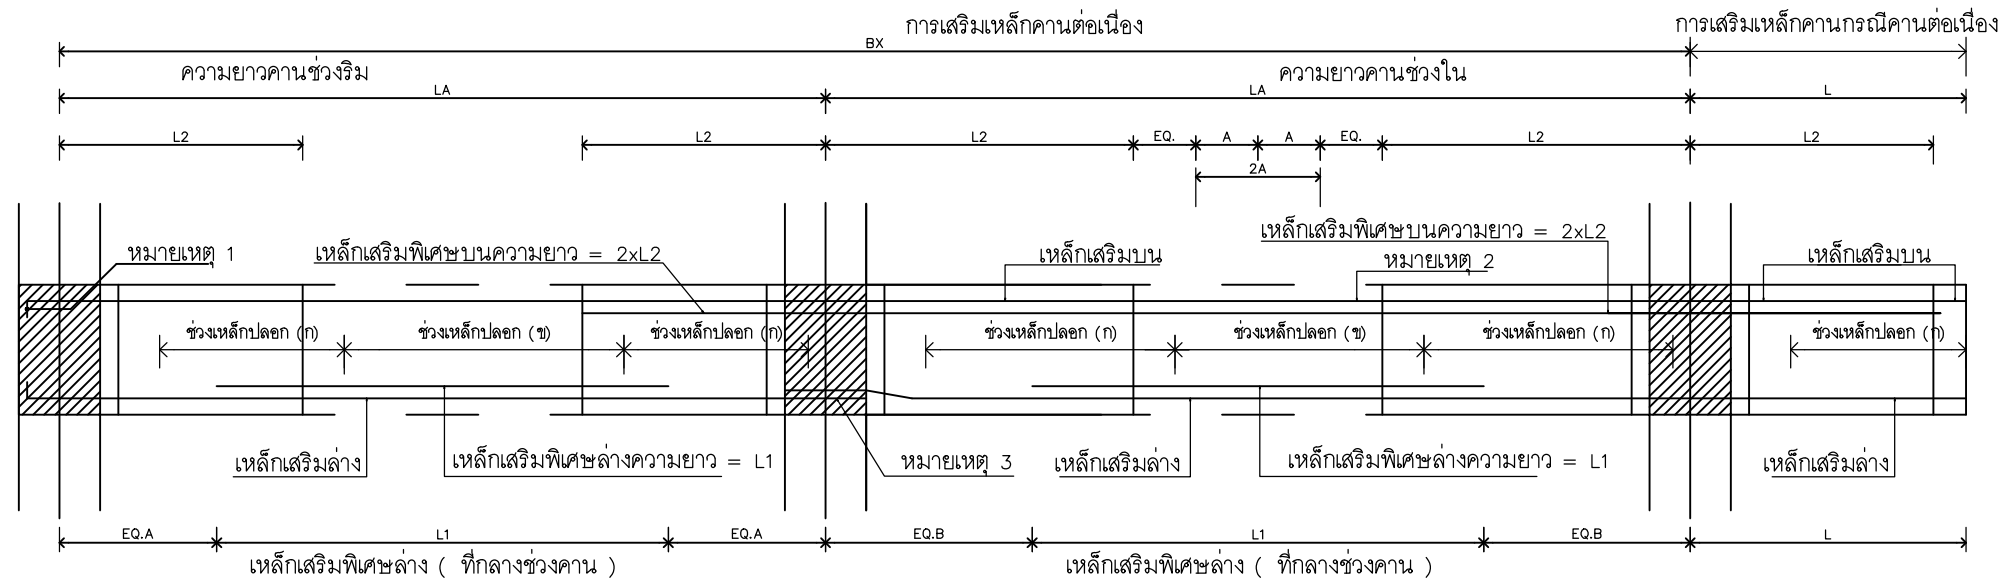 การเสริมเหล็กคานต่อเนื่อง
การเสริมเหล็กคานกรณีคานต่อเนื่อง
BX
ความยาวคานช่วงริม
ความยาวคานช่วงใน
LA
LA
L
L2
L2
L2
EQ.
A
A
EQ.
L2
L2
2A
หมายเหตุ 1
เหล็กเสริมพิเศษบนความยาว = 2xL2
เหล็กเสริมบน
เหล็กเสริมพิเศษบนความยาว = 2xL2
หมายเหตุ 2
เหล็กเสริมบน
ช่วงเหล็กปลอก (ก)
ช่วงเหล็กปลอก (ข)
ช่วงเหล็กปลอก (ก)
ช่วงเหล็กปลอก (ก)
ช่วงเหล็กปลอก (ข)
ช่วงเหล็กปลอก (ก)
ช่วงเหล็กปลอก (ก)
เหล็กเสริมล่าง
เหล็กเสริมพิเศษล่างความยาว = L1
หมายเหตุ 3
เหล็กเสริมล่าง
เหล็กเสริมพิเศษล่างความยาว = L1
เหล็กเสริมล่าง
EQ.A
L1
EQ.A
EQ.B
L1
EQ.B
L
เหล็กเสริมพิเศษล่าง ( ที่กลางช่วงคาน )
เหล็กเสริมพิเศษล่าง ( ที่กลางช่วงคาน )